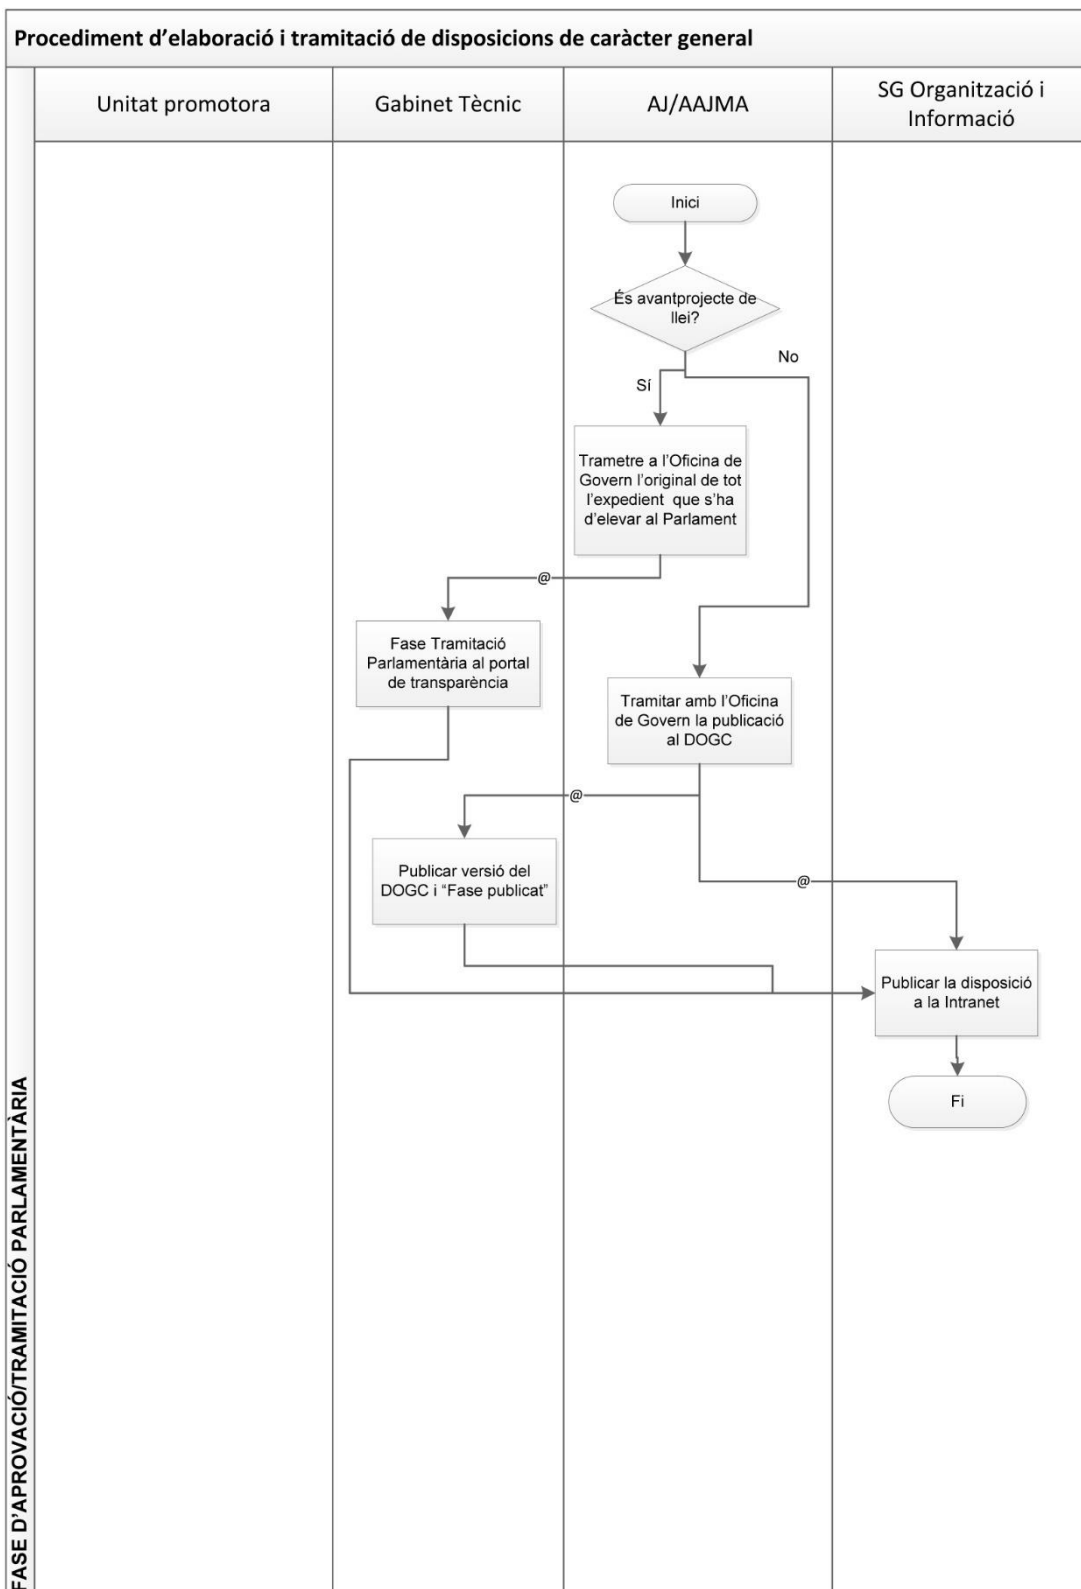 Procediment d’elaboració i tramitació de disposicions de caràcter general
Unitat promotora
Gabinet Tècnic
AJ/AAJMA
SG Organització i
Informació
Inici
És avantprojecte de
llei?
No
Sí
Trametre a l’Oficina de
Govern l’original de tot
l’expedient que s’ha
d’elevar al Parlament
@
Fase Tramitació
Parlamentària al portal
de transparència
Tramitar amb l’Oficina
de Govern la publicació
al DOGC
@
Publicar versió del
DOGC i “Fase publicat”
@
Publicar la disposició
a la Intranet
Fi
FASE D’APROVACIÓ/TRAMITACIÓ PARLAMENTÀRIA